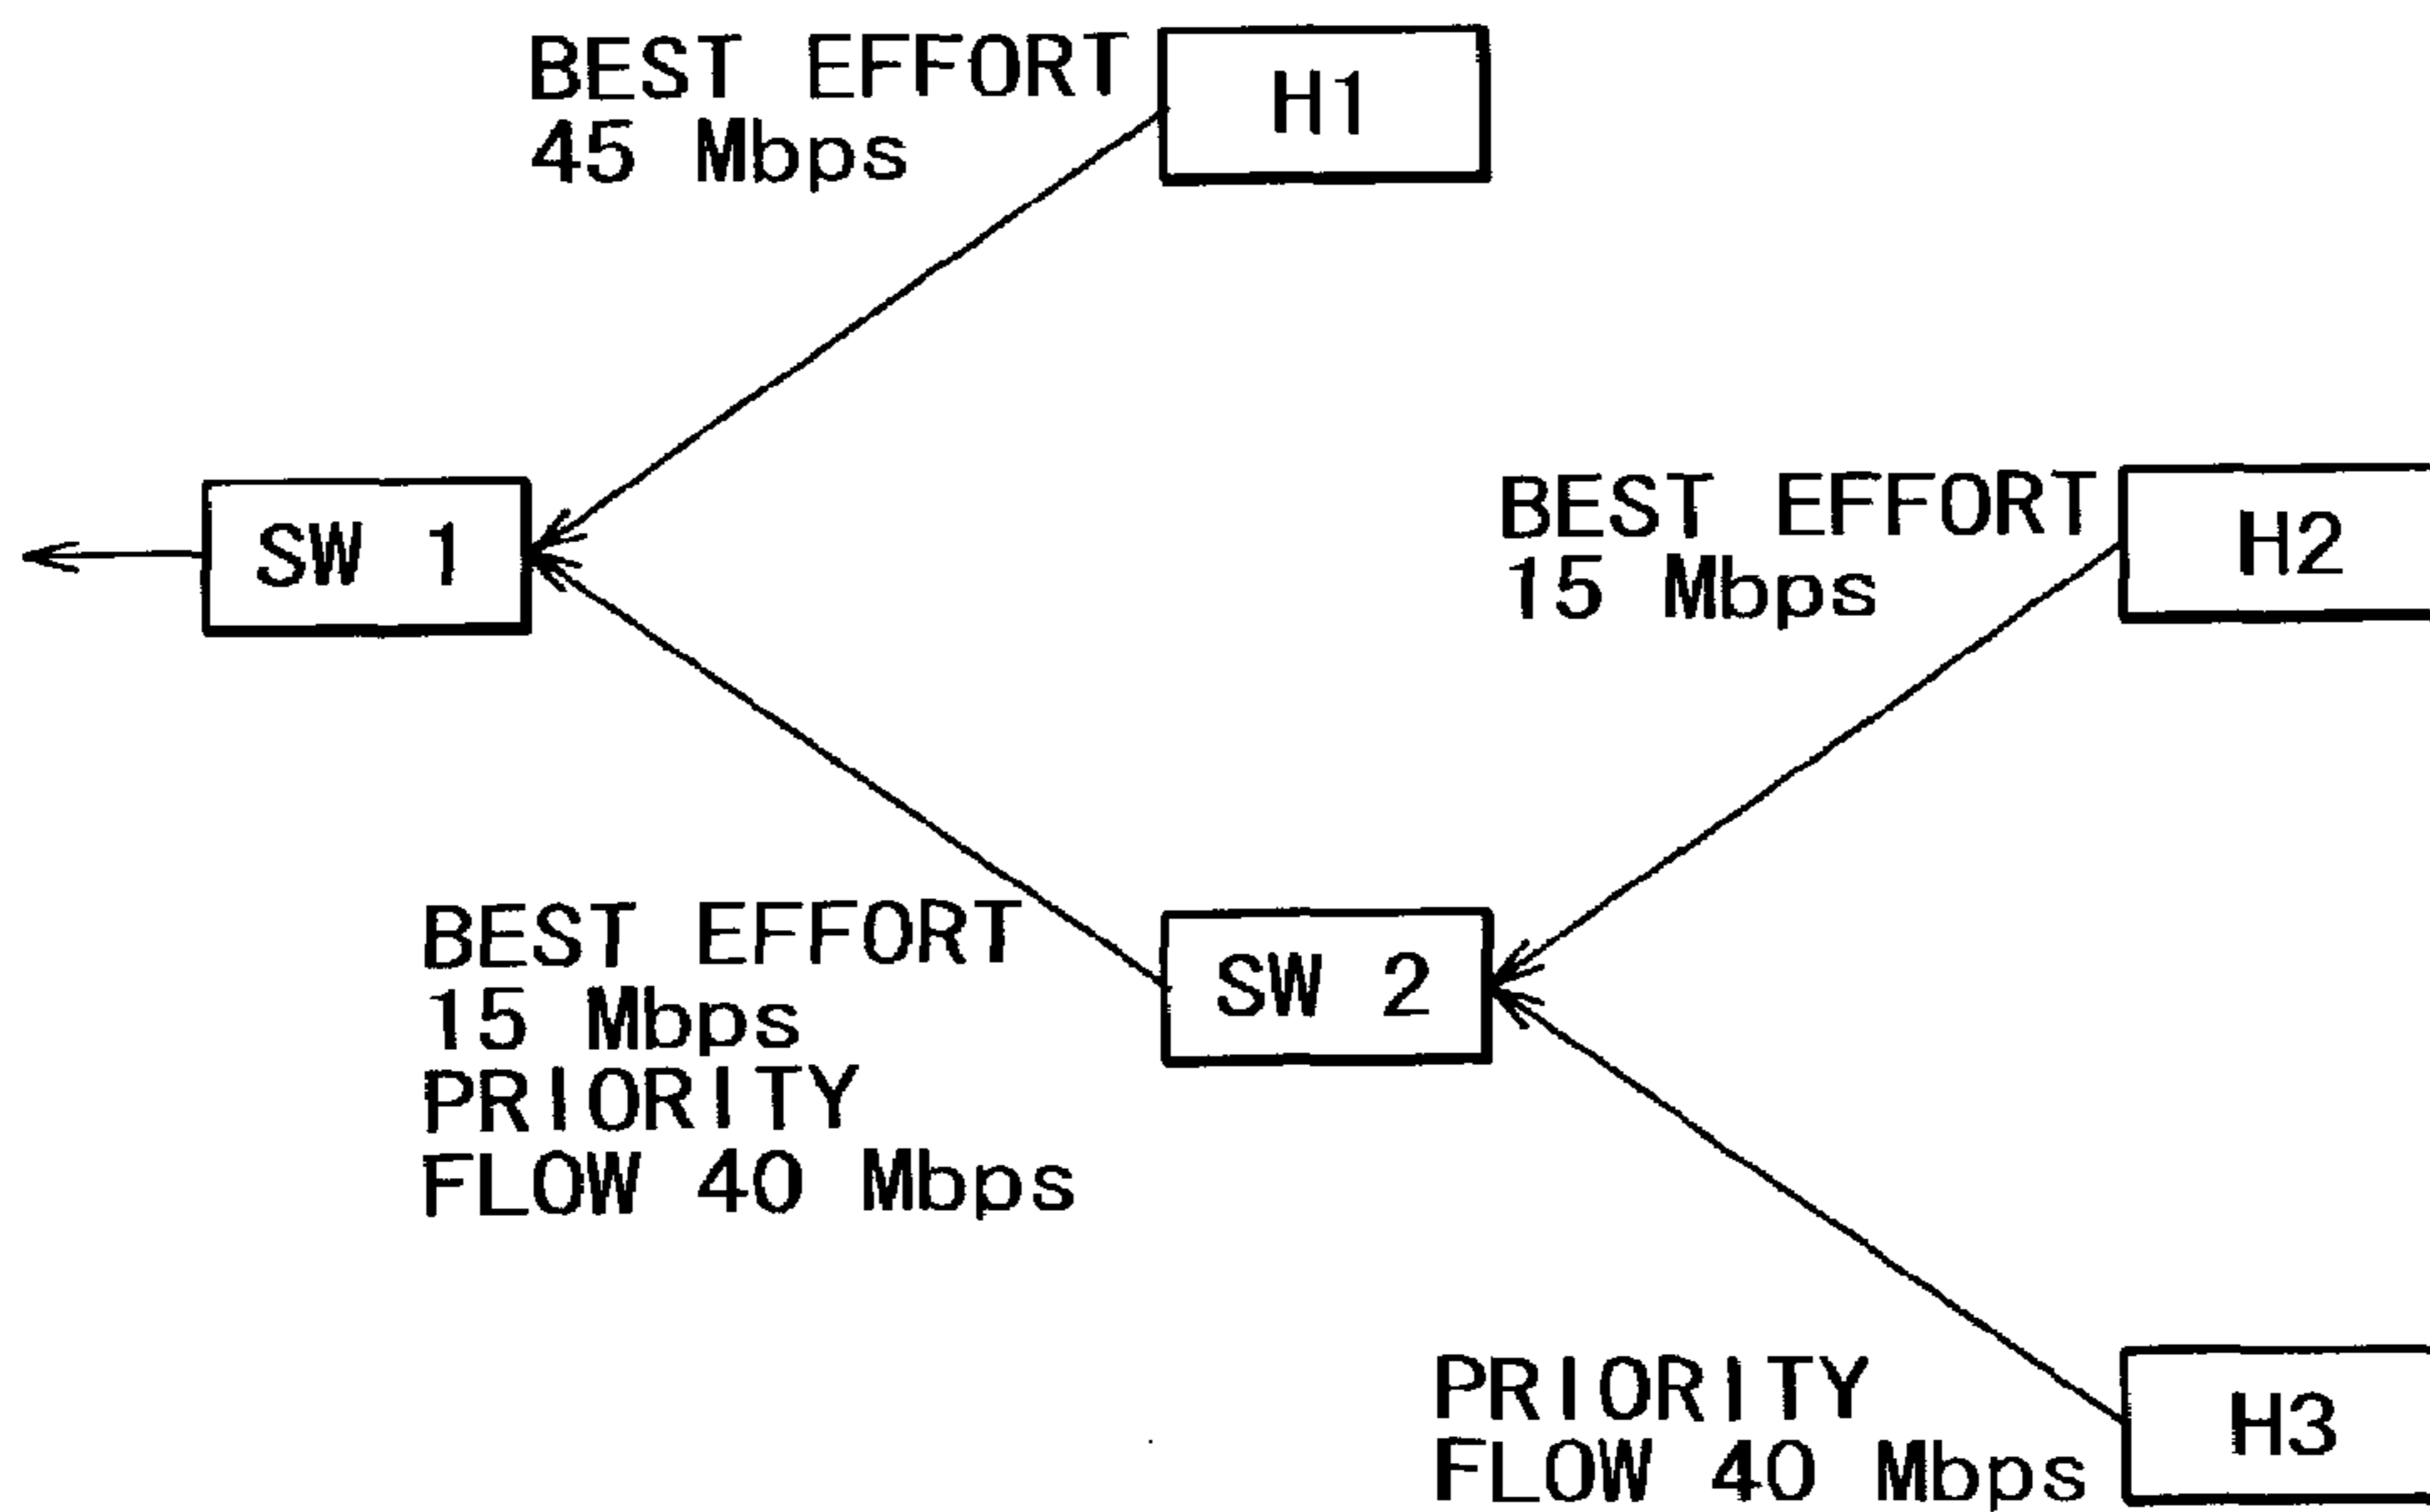 BEST EFFORT
45 Mbps
H1
SW 1
BEST EFFORT
15 Mbps
H2
BEST EFFORT
15 Mbps
PRIORITY
FLOW 40 Mbps
SW 2
PRIORITY
FLOW 40 Mbps
H3